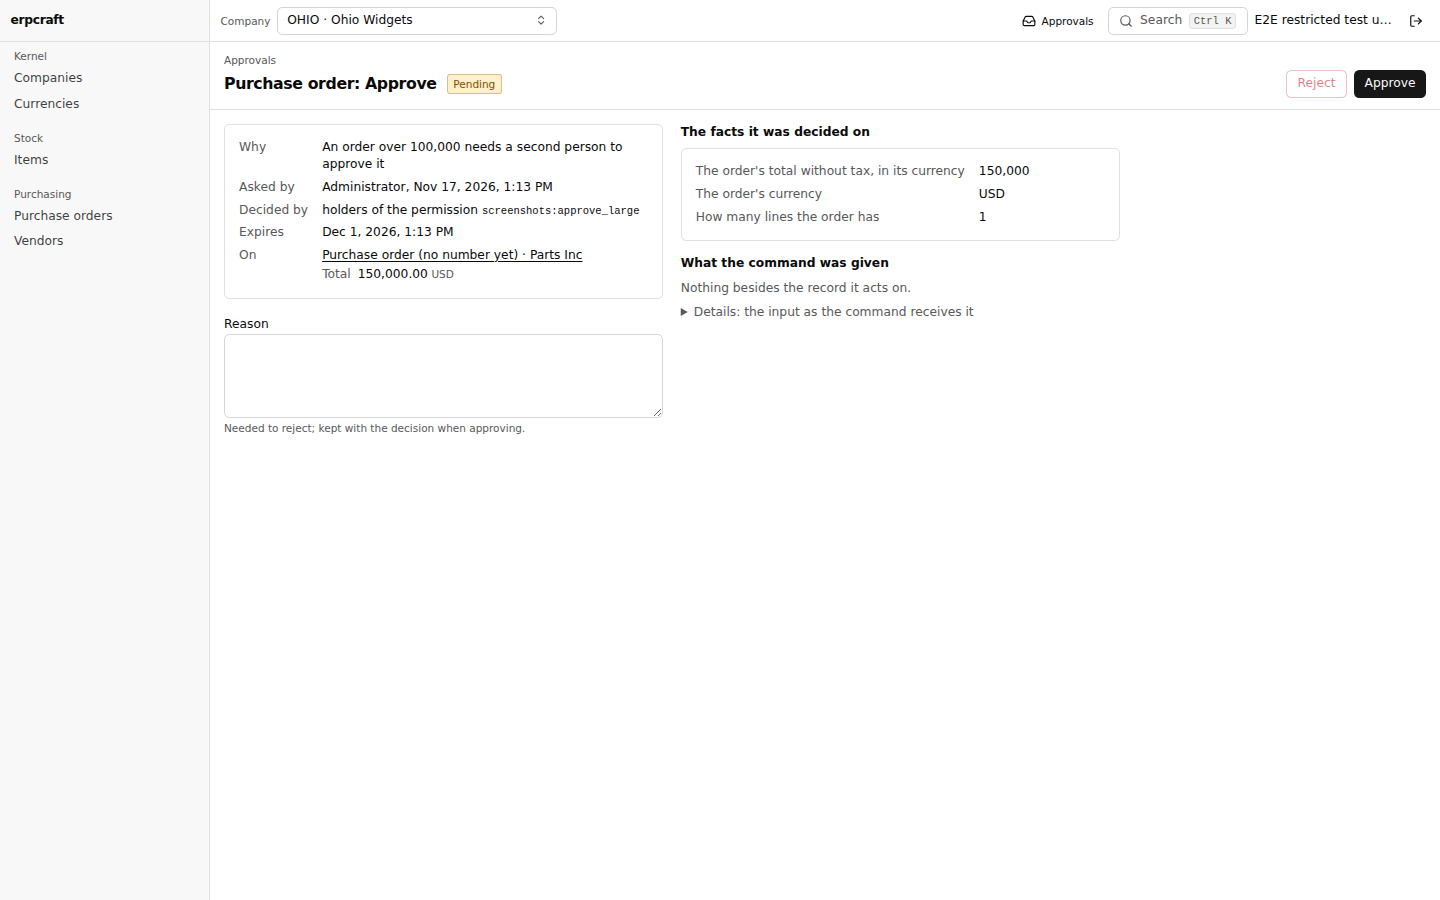 erpcraft
Company
OHIO · Ohio Widgets
Approvals
Search
Ctrl K
E2E restricted test u...
Kernel
Companies
Currencies
Stock
Items
Purchasing
Purchase orders
Vendors
Approvals
Purchase order: Approve
Pending
Reject
Approve
Why
An order over 100,000 needs a second person to
approve it
Asked by
Administrator, Nov 17, 2026, 1:13 PM
Decided by
holders of the permission screenshots:approve_large
Expires
Dec 1, 2026, 1:13 PM
On
Purchase order (no number yet) · Parts Inc
Total 150,000.00 USD
Reason
Needed to reject; kept with the decision when approving.
The facts it was decided on
The order's total without tax, in its currency
150,000
The order's currency
USD
How many lines the order has
1
What the command was given
Nothing besides the record it acts on.
Details: the input as the command receives it